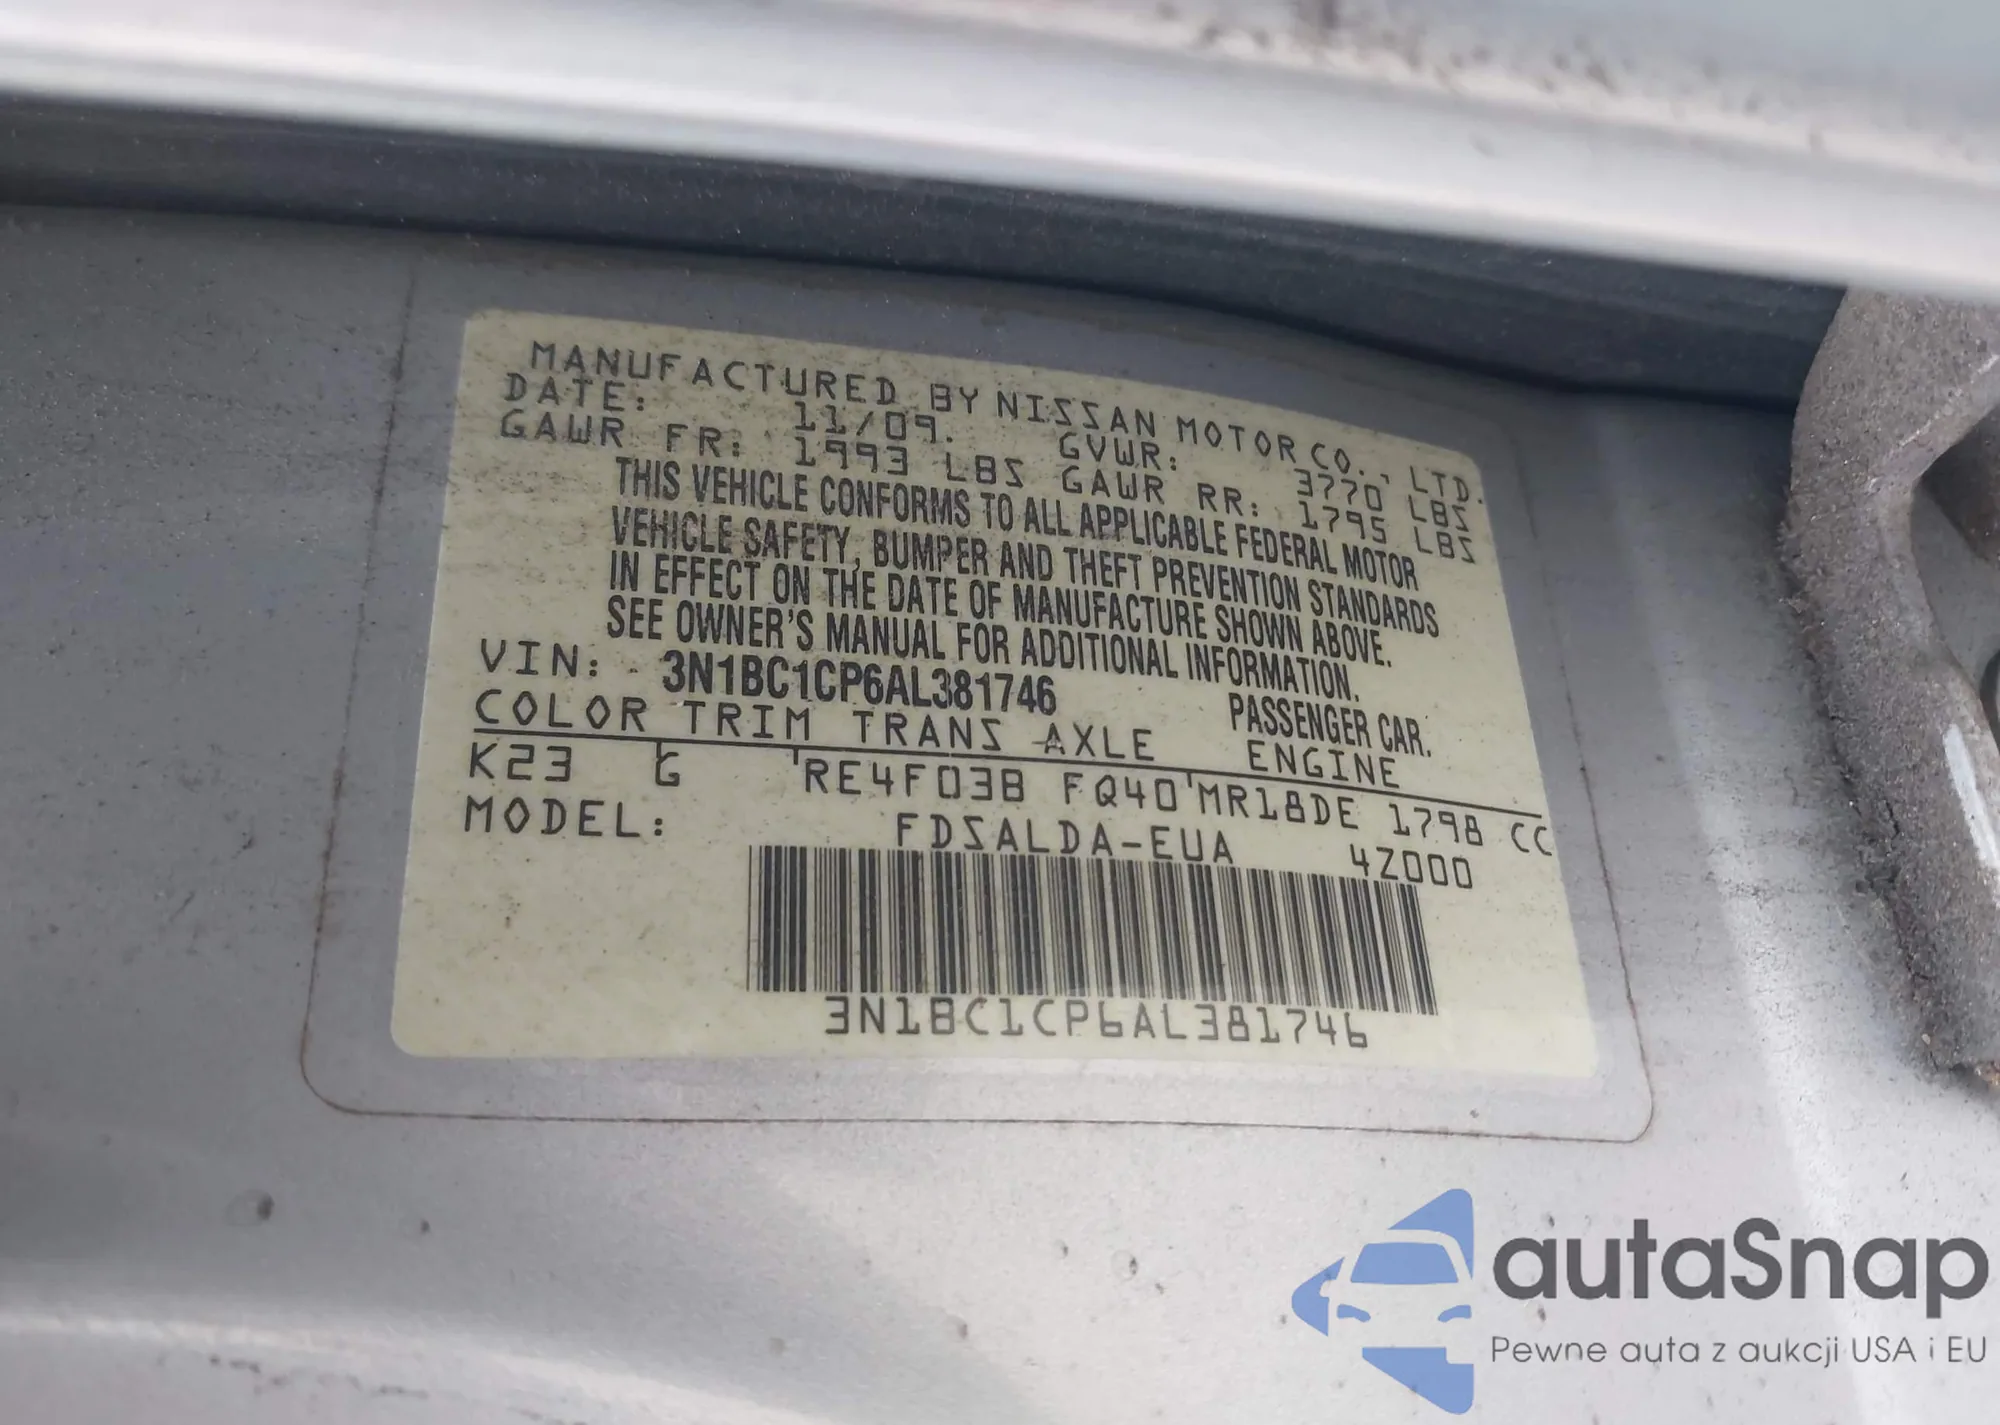 MANUFACTURED BY NISSAN MOTOR CO., LTD.
DATE: 11/09. GVWR: 3770 LBS
GAWR FR: 1993 LBS GAWR RR: 1795 LBS
THIS VEHICLE CONFORMS TO ALL APPLICABLE FEDERAL MOTOR
VEHICLE SAFETY, BUMPER AND THEFT PREVENTION STANDARDS
IN EFFECT ON THE DATE OF MANUFACTURE SHOWN ABOVE.
SEE OWNER'S MANUAL FOR ADDITIONAL INFORMATION.
VIN: 3N1BC1CP6AL381746 PASSENGER CAR.
COLOR TRIM TRANS AXLE ENGINE
K23 G RE4F03B FQ40 MR18DE 1798 CC
MODEL: FDSALDA-EUA 4Z000
3N1BC1CP6AL381746
autaSnap
Pewne auta z aukcji USA i EU